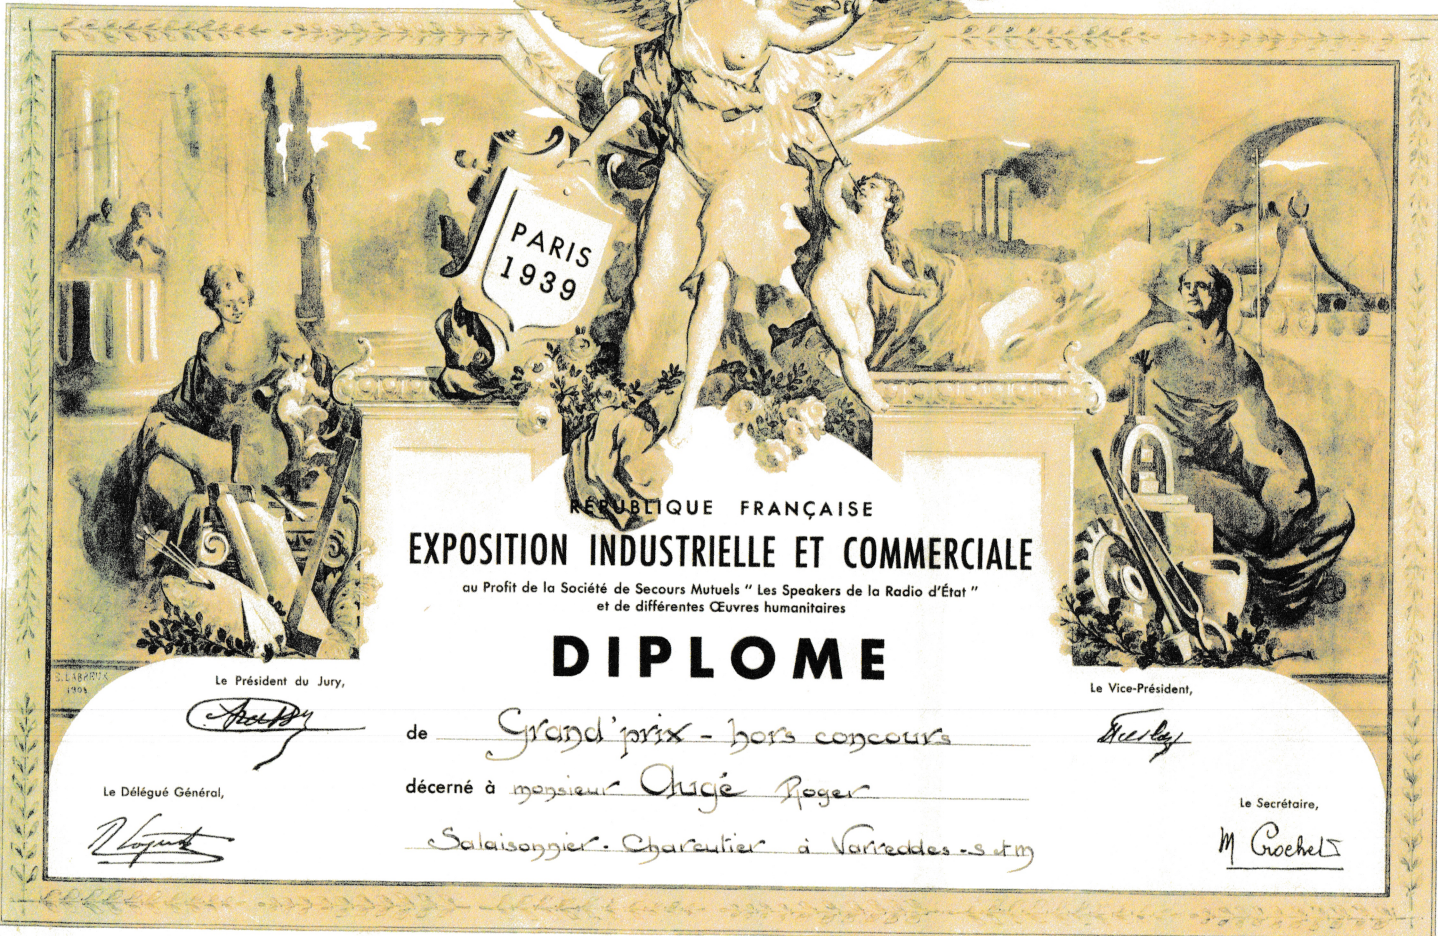 PARIS
1939
RÉPUBLIQUE FRANÇAISE
EXPOSITION INDUSTRIELLE ET COMMERCIALE
au Profit de la Société de Secours Mutuels " Les Speakers de la Radio d'État "
et de différentes Œuvres humanitaires
DIPLOME
Le Président du Jury,
Le Vice-Président,
de Grand'prix - hors concours
décerné à monsieur Augé Roger
Salaisonnier - Charcutier à Varreddes - S et M
Le Délégué Général,
Le Secrétaire,
M Crochet